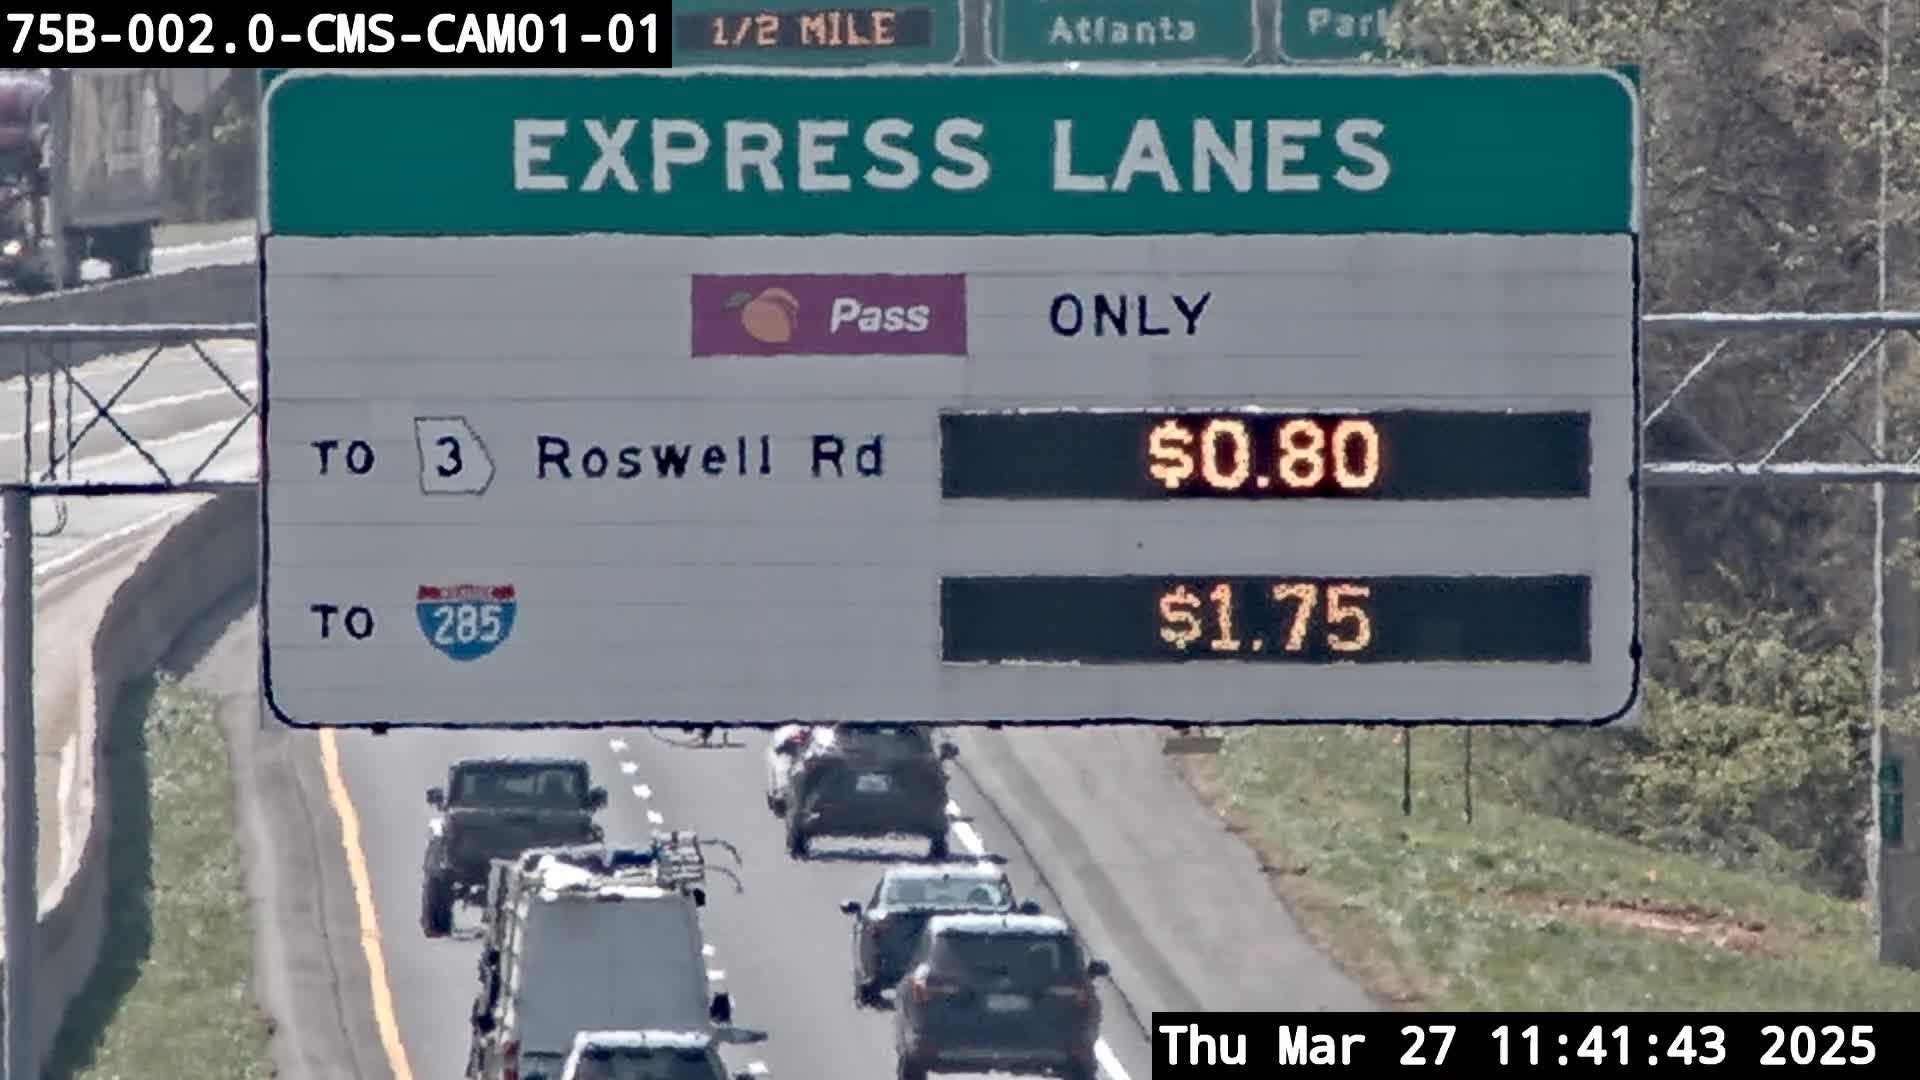 75B-002.0-CMS-CAM01-01
1/2 MILE
Atlanta
EXPRESS LANES
Pass ONLY
TO 3 Roswell Rd $0.80
TO 285 $1.75
Thu Mar 27 11:41:43 2025